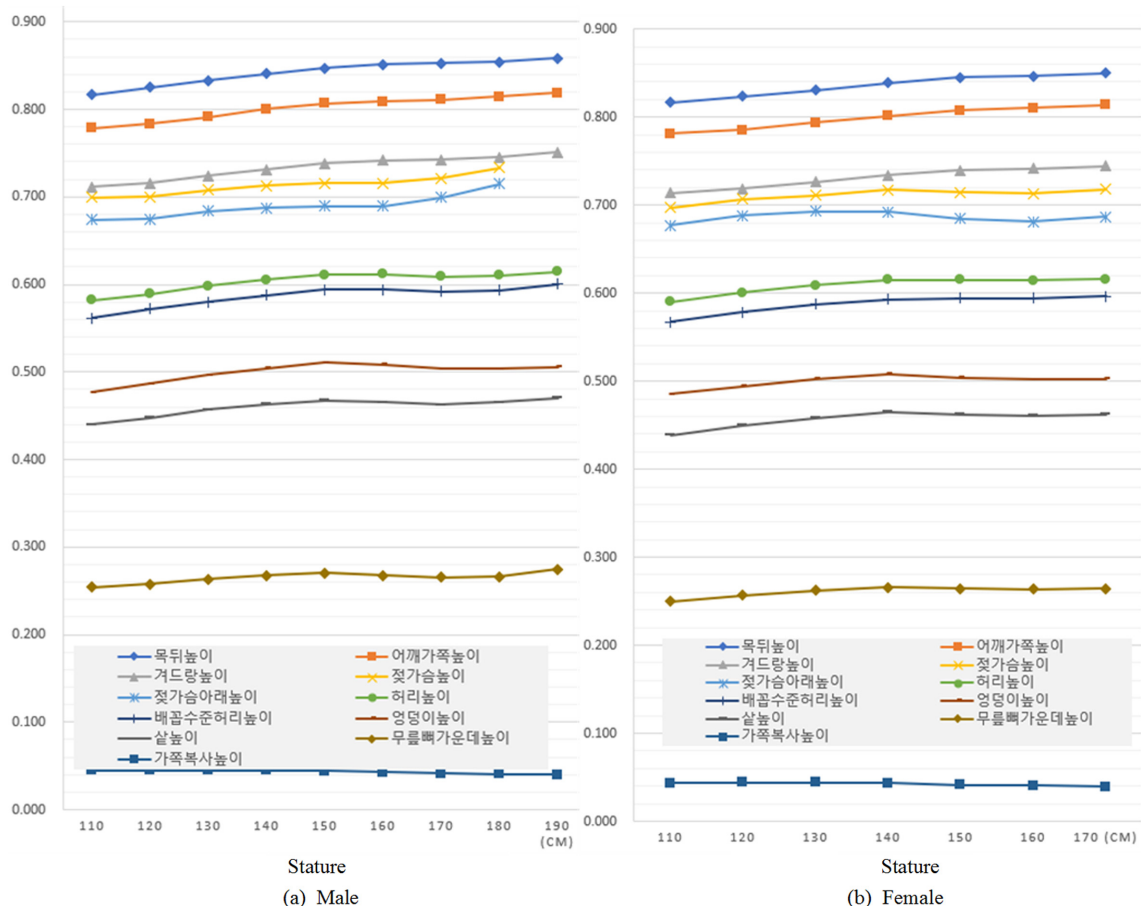 0.900
0.800
0.700
0.600
0.500
0.400
0.300
0.200
0.100
0.000
목뒤높이 어깨가쪽높이
겨드랑높이 젖가슴높이
젖가슴아래높이 허리높이
배꼽수준허리높이 엉덩이높이
샅높이 무릎뼈가운데높이
가쪽복사높이
110 120 130 140 150 160 170 180 190
(CM)
Stature
(a) Male
0.900
0.800
0.700
0.600
0.500
0.400
0.300
0.200
0.100
0.000
목뒤높이 어깨가쪽높이
겨드랑높이 젖가슴높이
젖가슴아래높이 허리높이
배꼽수준허리높이 엉덩이높이
샅높이 무릎뼈가운데높이
가쪽복사높이
110 120 130 140 150 160 170 (CM)
Stature
(b) Female